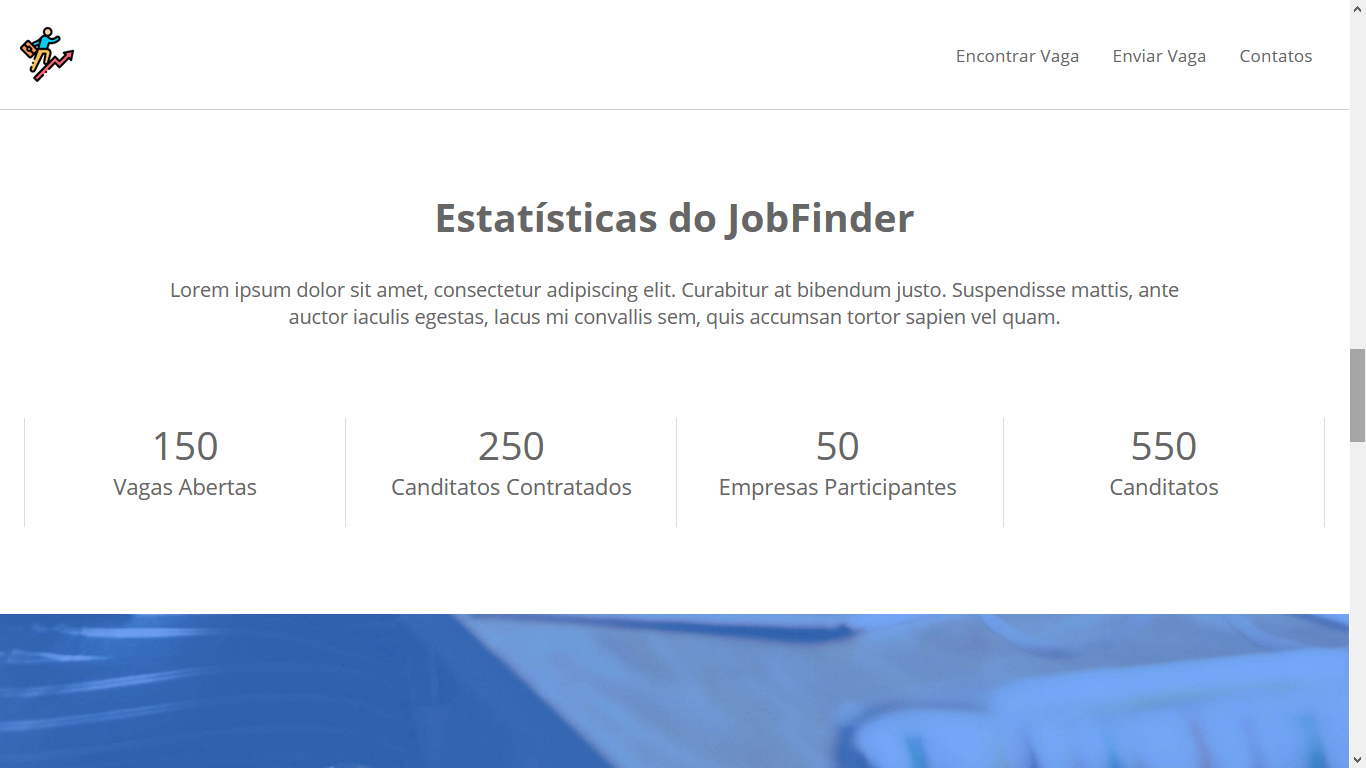 Encontrar Vaga
Enviar Vaga
Contatos
Estatísticas do JobFinder
Lorem ipsum dolor sit amet, consectetur adipiscing elit. Curabitur at bibendum justo. Suspendisse mattis, ante
auctor iaculis egestas, lacus mi convallis sem, quis accumsan tortor sapien vel quam.
150
Vagas Abertas
250
Canditatos Contratados
50
Empresas Participantes
550
Canditatos